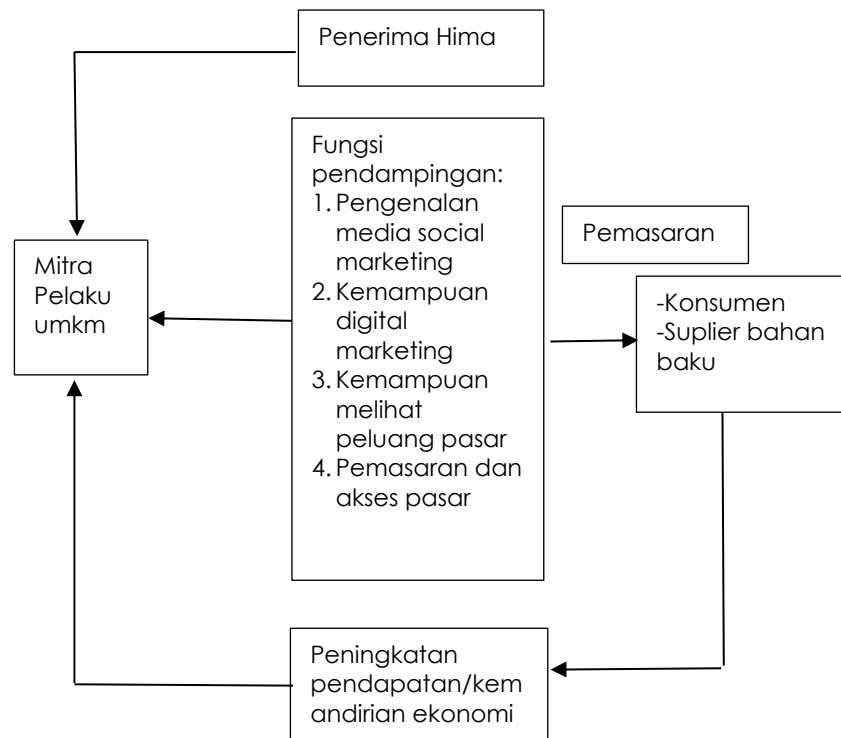 Penerima Hima
Fungsi
pendampingan:
1. Pengenalan
media social
marketing
2. Kemampuan
digital
marketing
3. Kemampuan
melihat
peluang pasar
4. Pemasaran dan
akses pasar
Pemasaran
Mitra
Pelaku
umkm
-Konsumen
-Suplier bahan
baku
Peningkatan
pendapatan/kem
andirian ekonomi